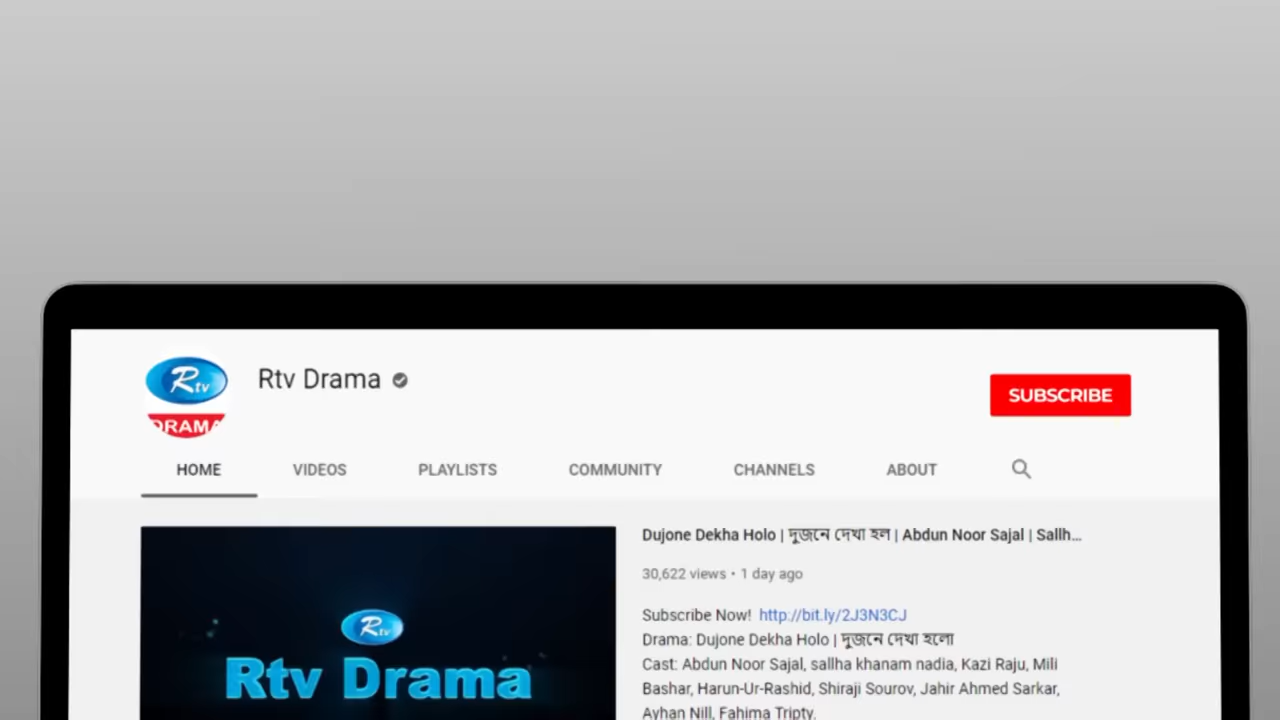 Rtv
DRAMA
Rtv Drama
SUBSCRIBE
HOME VIDEOS PLAYLISTS COMMUNITY CHANNELS ABOUT
Rtv
Rtv Drama
Dujone Dekha Holo | দুজনে দেখা হল | Abdun Noor Sajal | Sallh...
30,622 views • 1 day ago
Subscribe Now! http://bit.ly/2J3N3CJ
Drama: Dujone Dekha Holo | দুজনে দেখা হলো
Cast: Abdun Noor Sajal, sallha khanam nadia, Kazi Raju, Mili
Bashar, Harun-Ur-Rashid, Shiraji Sourov, Jahir Ahmed Sarkar,
Ayhan Nill, Fahima Tripty.